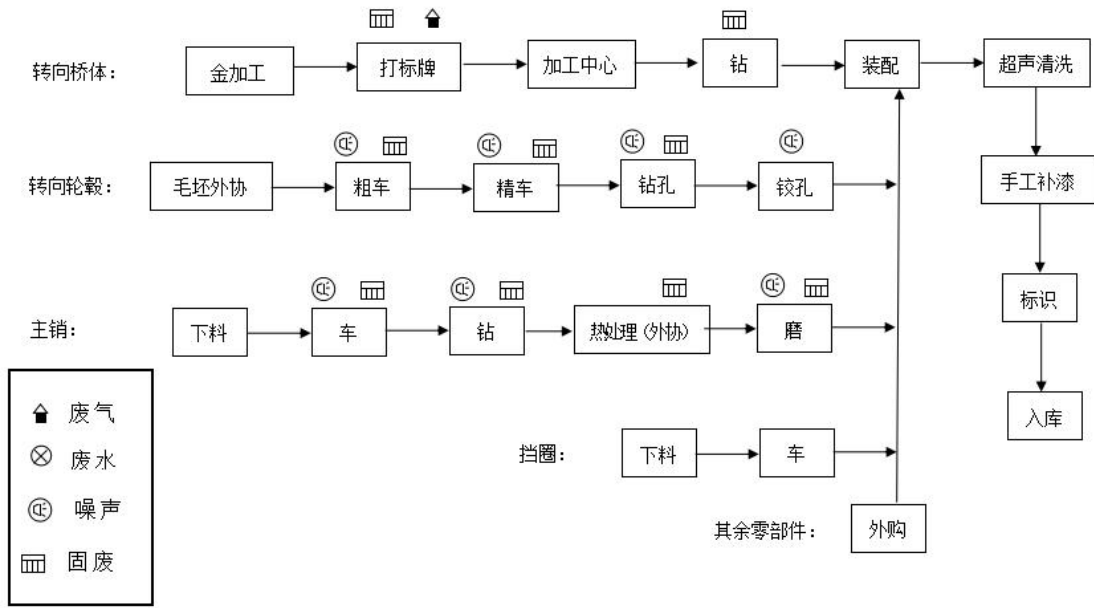 转向桥体： 金加工 打标牌 加工中心 钻 装配 超声清洗
转向轮毂： 毛坯外协 粗车 精车 钻孔 铰孔 手工补漆
标识
主销： 下料 车 钻 热处理（外协） 磨
入库
挡圈： 下料 车
其余零部件： 外购
废气
废水
噪声
固废